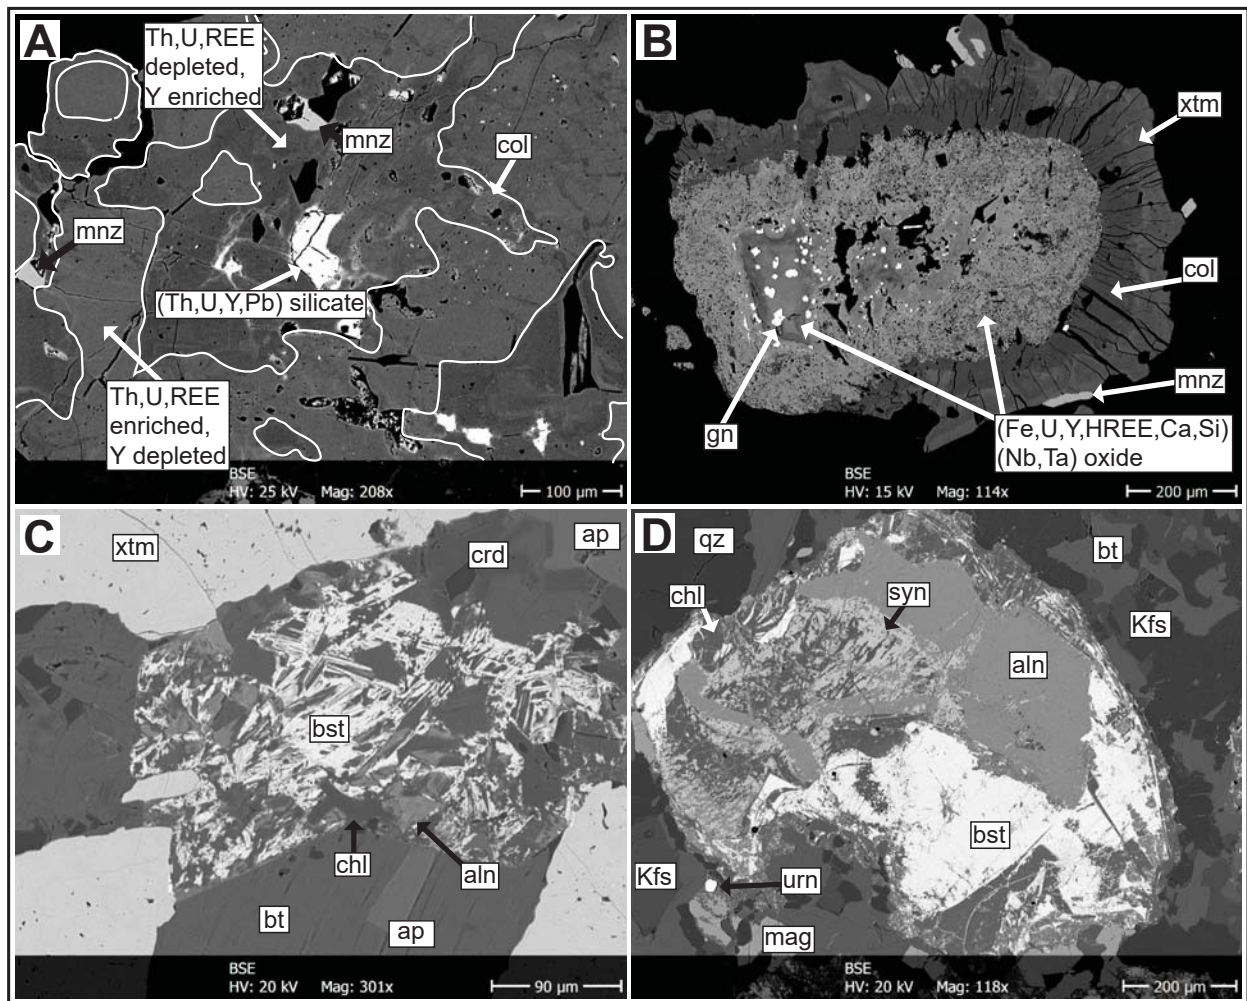 A
Th,U,REE
depleted,
Y enriched
mnz
col
mnz
(Th,U,Y,Pb) silicate
Th,U,REE
enriched,
Y depleted
BSE
HV: 25 kV Mag: 208x
100 µm
B
xtm
col
mnz
gn
(Fe,U,Y,HREE,Ca,Si)
(Nb,Ta) oxide
BSE
HV: 15 kV Mag: 114x
200 µm
C
xtm
crd
ap
bst
chl
aln
bt
ap
BSE
HV: 20 kV Mag: 301x
90 µm
D
qz
bt
chl
syn
Kfs
aln
bst
Kfs
urn
mag
BSE
HV: 20 kV Mag: 118x
200 µm